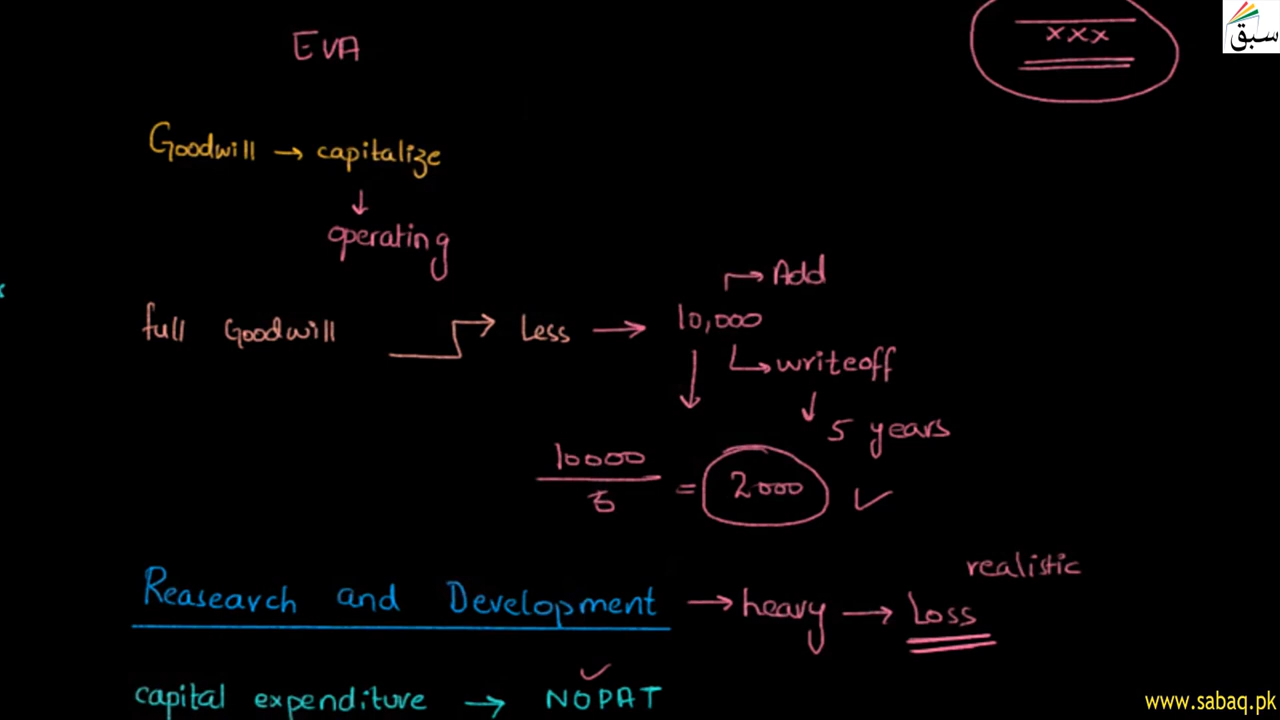 xxx
سبق
EVA
Goodwill → capitalize
↓
operating
→ Add
full Goodwill → Less → 10,000
→ writeoff
↓ ↓
5 years
10000
5 = 2000 ✓
realistic
Reasearch and Development → heavy → Loss
✓
capital expenditure → NOPAT
www.sabaq.pk